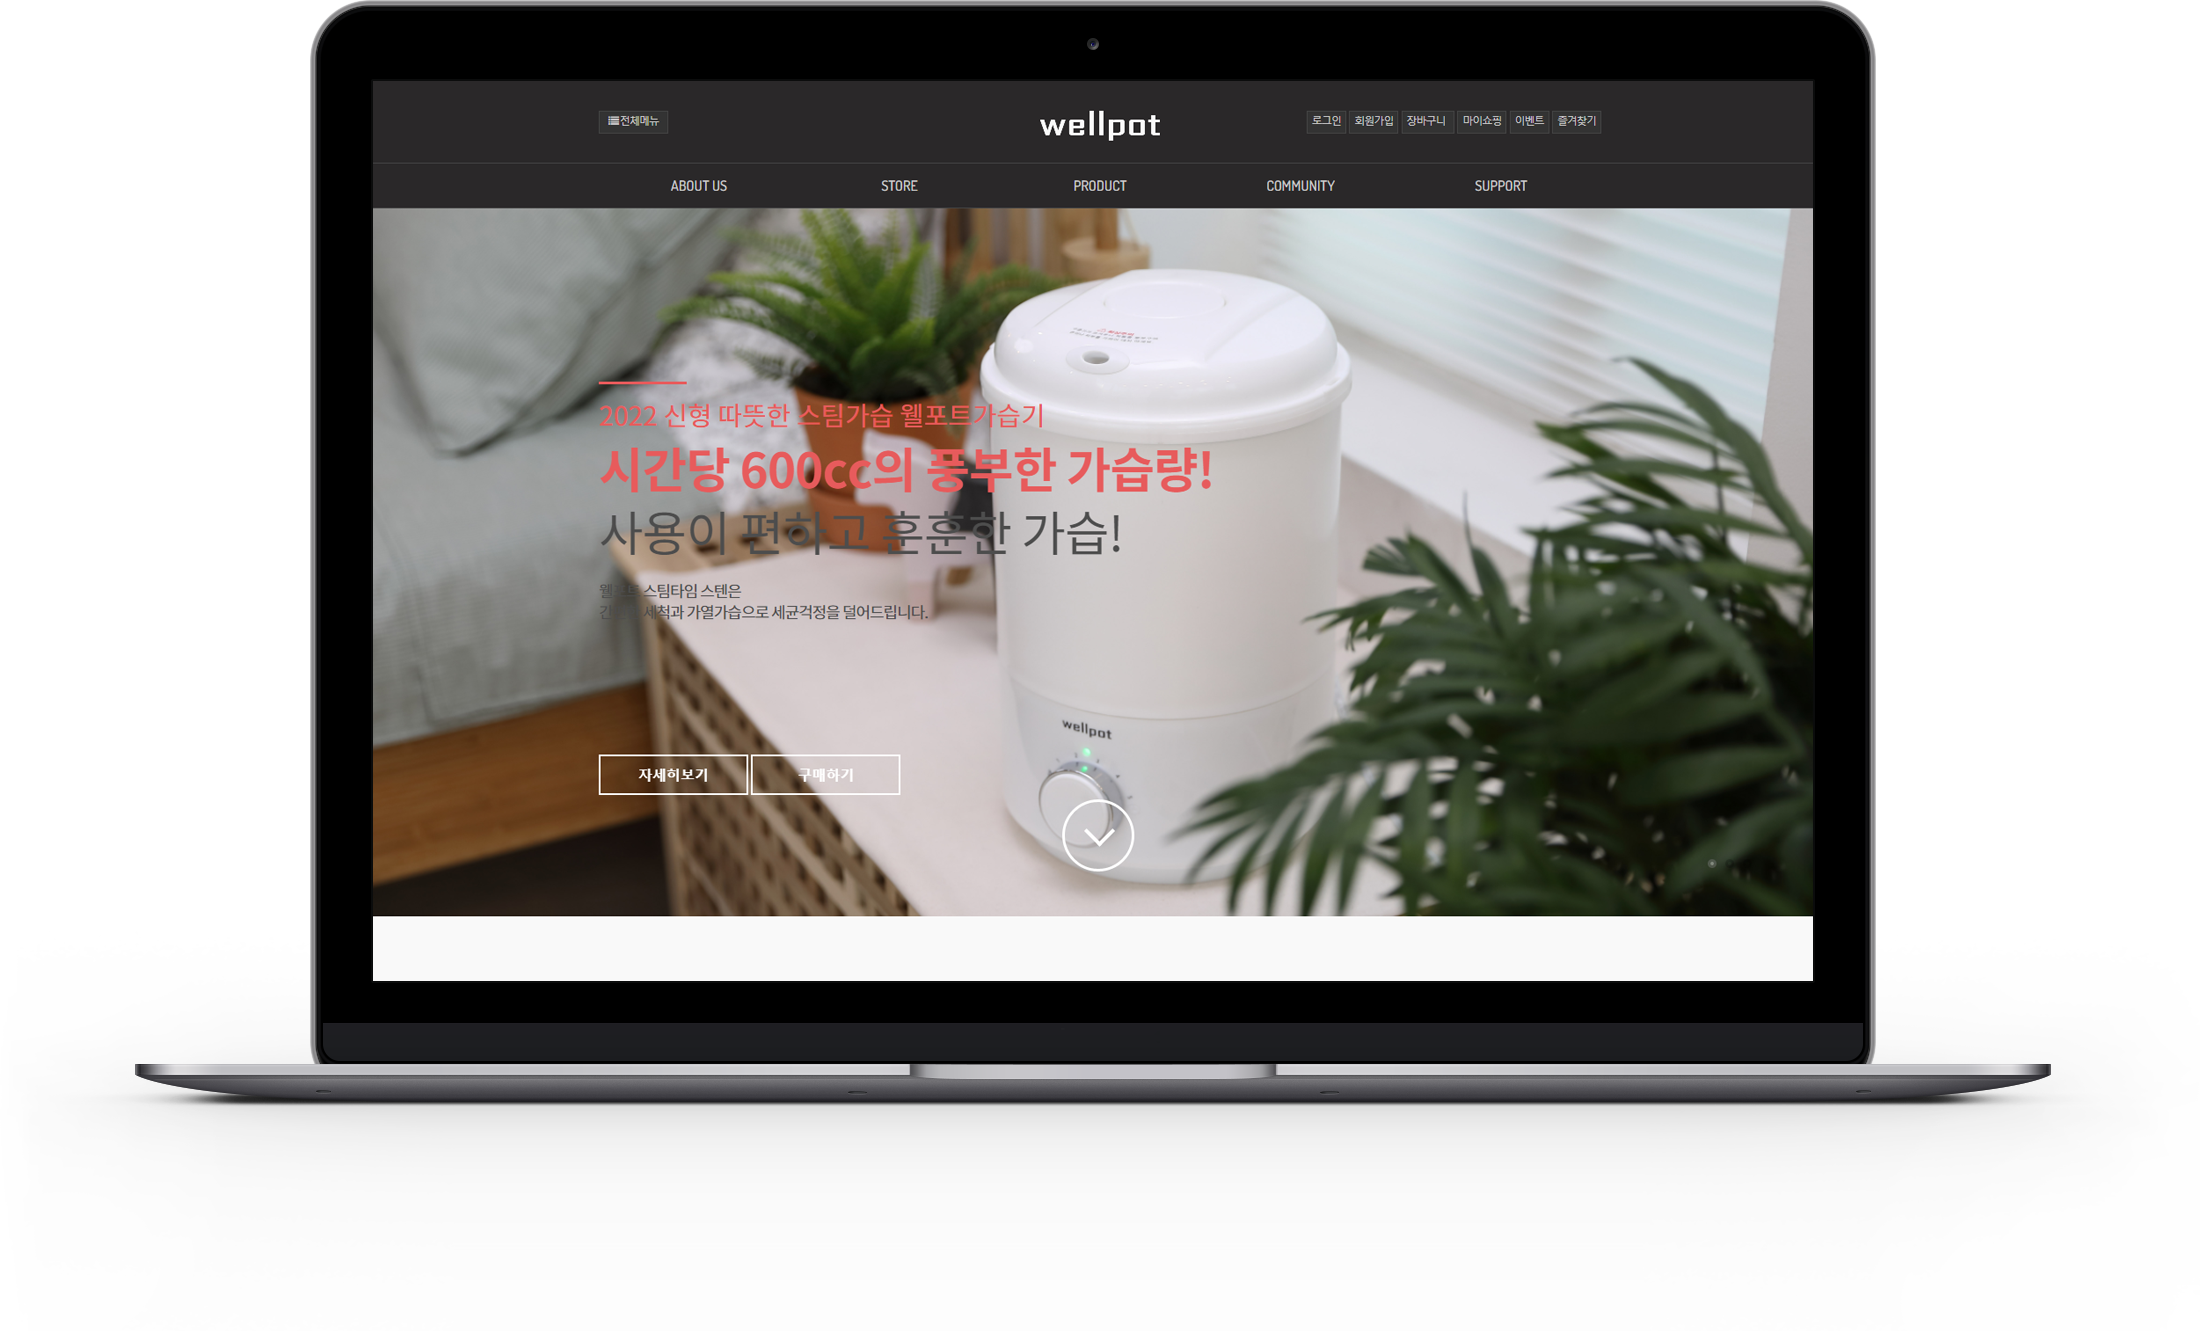 전체메뉴
wellpot
로그인 회원가입 장바구니 마이쇼핑 이벤트 즐겨찾기
ABOUT US STORE PRODUCT COMMUNITY SUPPORT
2022 신형 따뜻한 스팀가습 웰포트가습기
시간당 600cc의 풍부한 가습량!
사용이 편하고 훈훈한 가습!
스팀타임 스텐은
세척과 가열가습으로 세균걱정을 덜어드립니다.
wellpot
자세히보기 구매하기